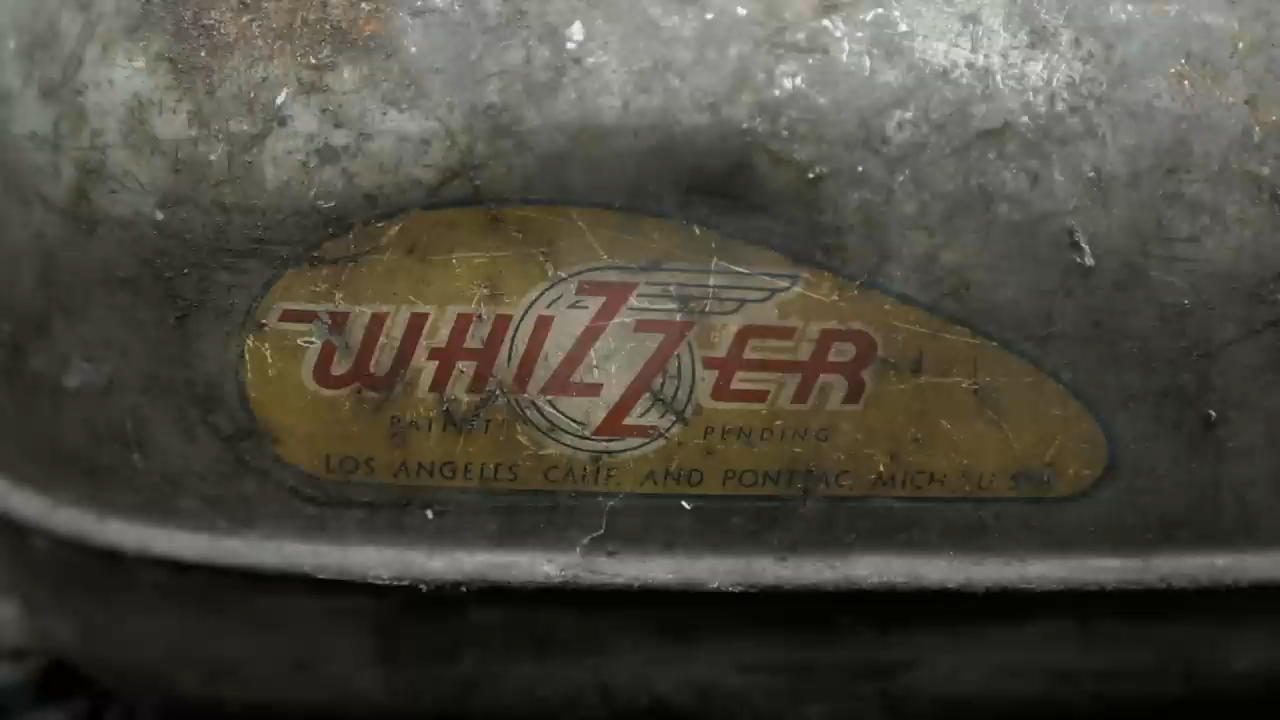 WHIZZER
PATENT PENDING
LOS ANGELES CALIF. AND PONTIAC, MICH. U.S.A.